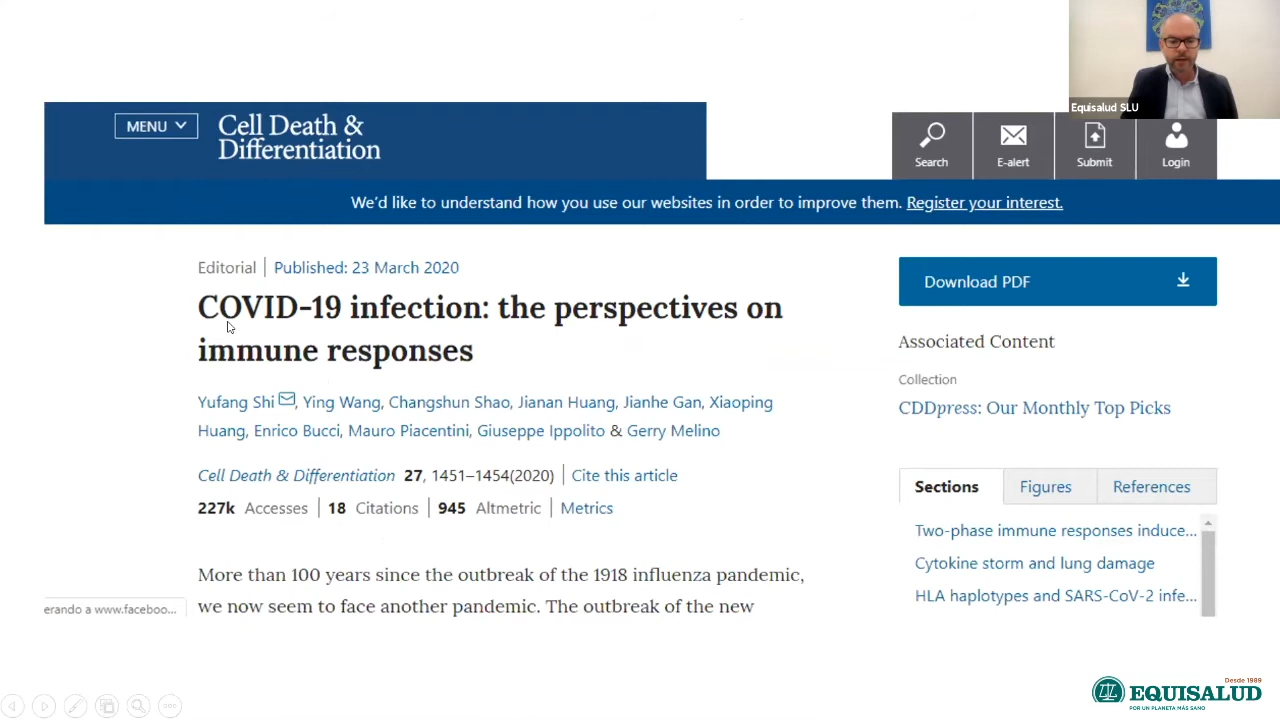 Equisalud SLU
MENU
Cell Death &
Differentiation
Search
E-alert
Submit
Login
We'd like to understand how you use our websites in order to improve them. Register your interest.
Editorial | Published: 23 March 2020
COVID-19 infection: the perspectives on
immune responses
Yufang Shi, Ying Wang, Changshun Shao, Jianan Huang, Jianhe Gan, Xiaoping
Huang, Enrico Bucci, Mauro Piacentini, Giuseppe Ippolito & Gerry Melino
Cell Death & Differentiation 27, 1451–1454(2020) | Cite this article
227k Accesses | 18 Citations | 945 Altmetric | Metrics
More than 100 years since the outbreak of the 1918 influenza pandemic,
we now seem to face another pandemic. The outbreak of the new
Download PDF
Associated Content
Collection
CDDpress: Our Monthly Top Picks
Sections
Figures
References
Two-phase immune responses induce...
Cytokine storm and lung damage
HLA haplotypes and SARS-CoV-2 infe...
erando a www.faceboo...
Desde 1989
EQUISALUD
POR UN PLANETA MÁS SANO